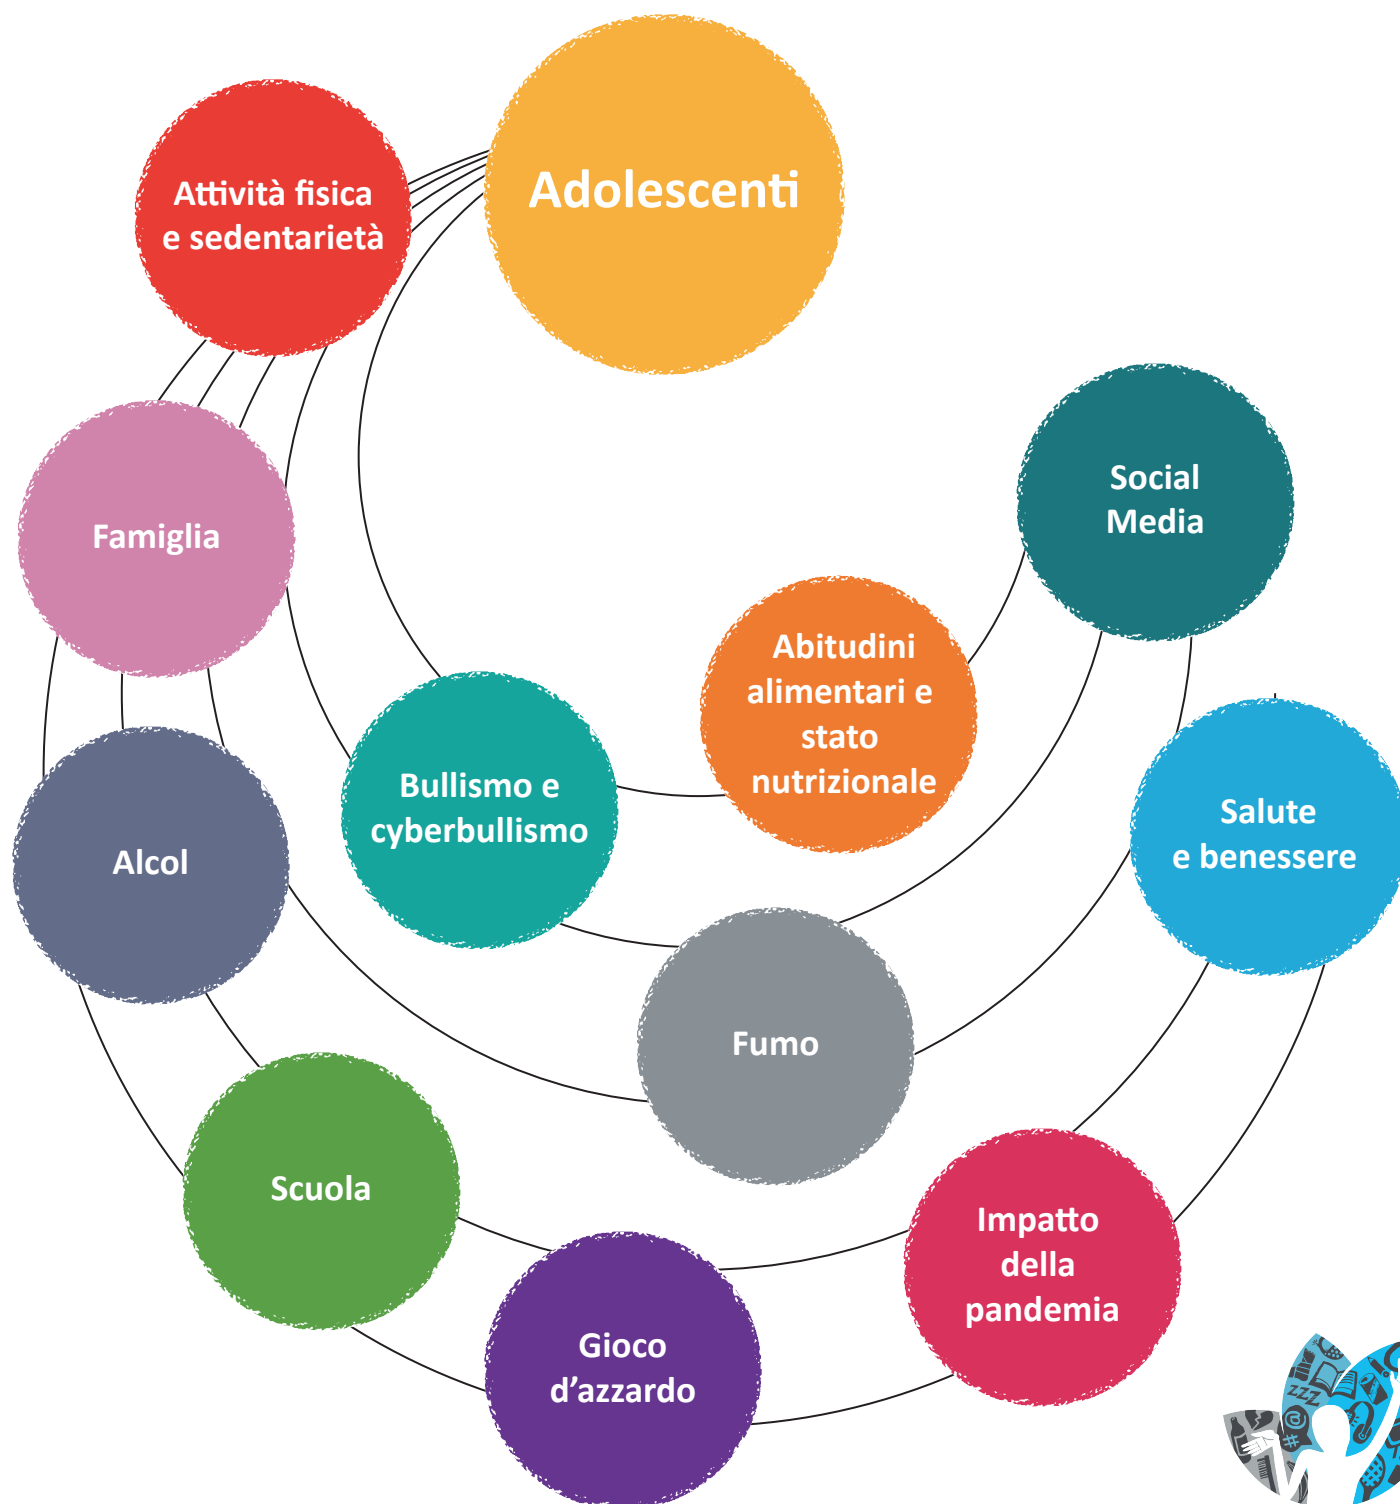 Adolescenti
Attività fisica
e sedentarietà
Social
Media
Famiglia
Abitudini
alimentari e
stato
nutrizionale
Bullismo e
cyberbullismo
Salute
e benessere
Alcol
Fumo
Scuola
Impatto
della
pandemia
Gioco
d’azzardo
zzz
@
#